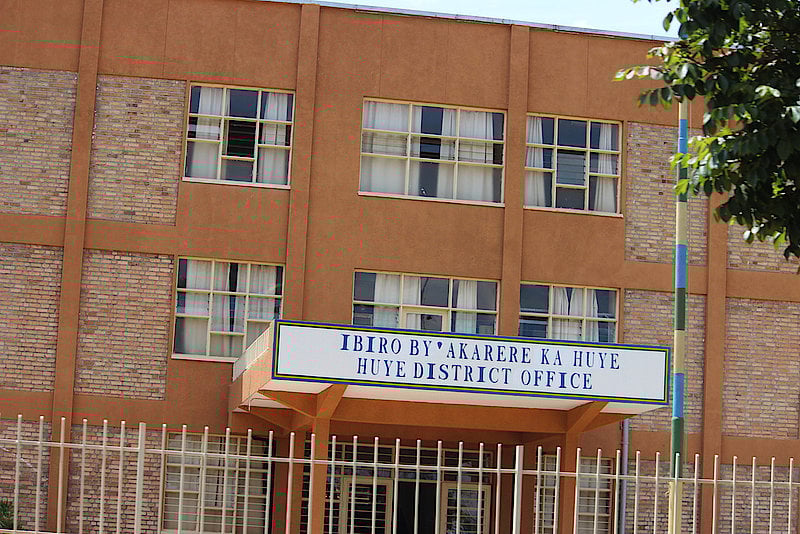 IBIRO BY'AKARERE KA HUYE
HUYE DISTRICT OFFICE